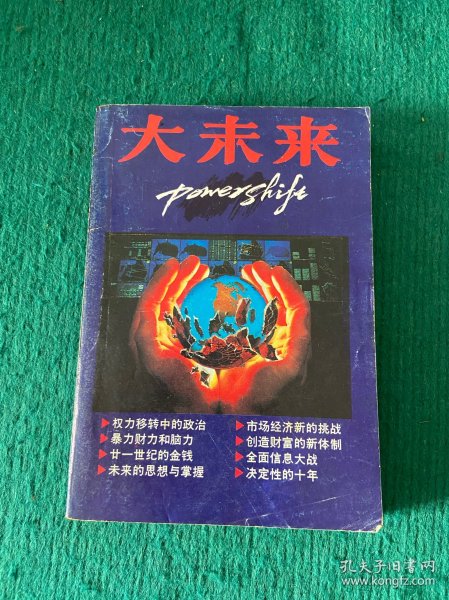 大未来
powershift
▶权力移转中的政治
▶暴力财力和脑力
▶廿一世纪的金钱
▶未来的思想与掌握
▶市场经济新的挑战
▶创造财富的新体制
▶全面信息大战
▶决定性的十年
孔夫子旧书网
www.kongfz.com